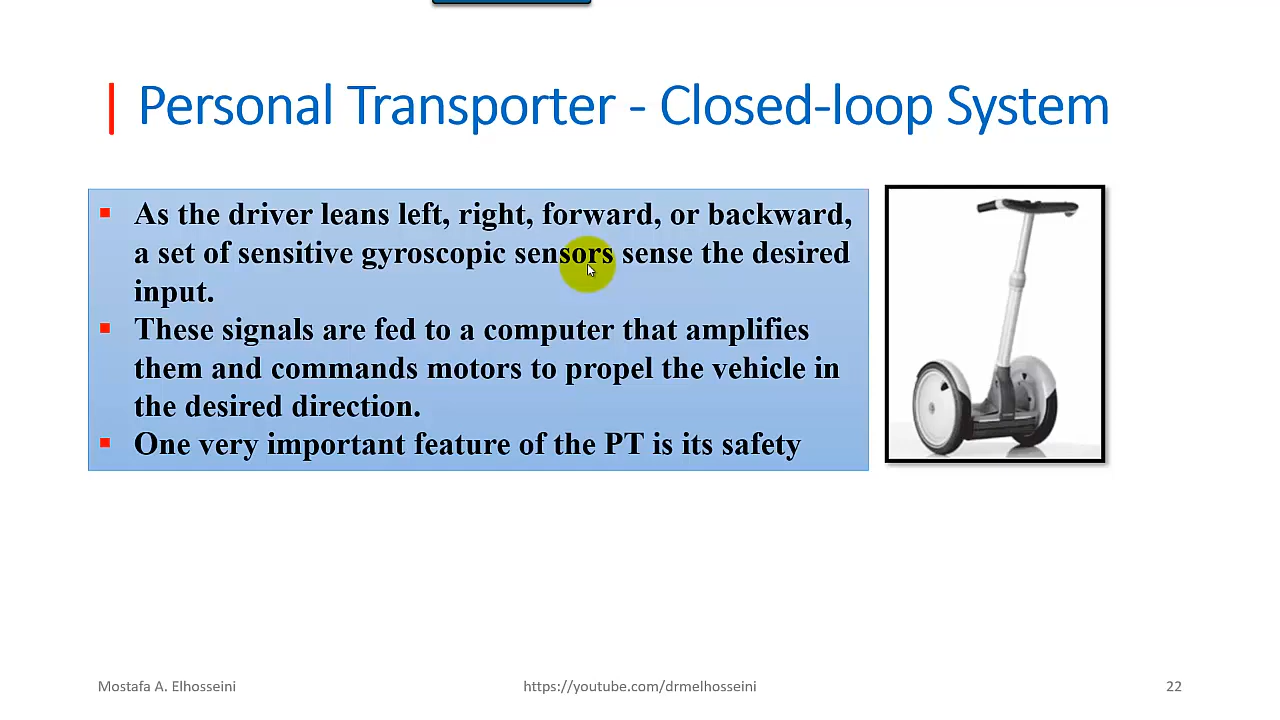 | Personal Transporter - Closed-loop System
▪ As the driver leans left, right, forward, or backward,
a set of sensitive gyroscopic sensors sense the desired
input.
▪ These signals are fed to a computer that amplifies
them and commands motors to propel the vehicle in
the desired direction.
▪ One very important feature of the PT is its safety
Mostafa A. Elhosseini
https://youtube.com/drmelhosseini
22